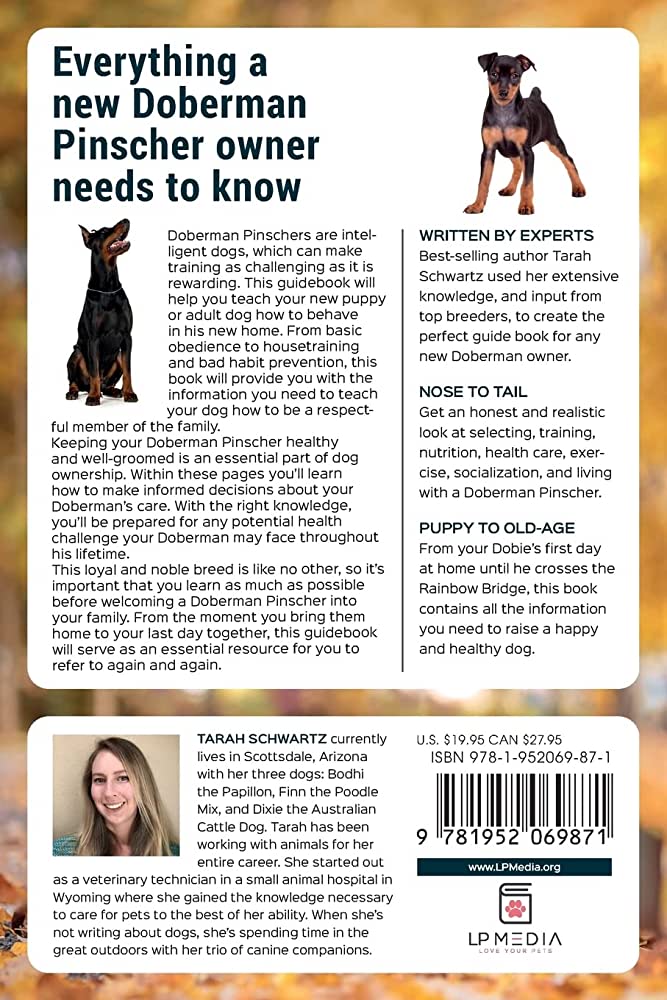 Everything a
new Doberman
Pinscher owner
needs to know
Doberman Pinschers are intel-
ligent dogs, which can make
training as challenging as it is
rewarding. This guidebook will
help you teach your new puppy
or adult dog how to behave
in his new home. From basic
obedience to housetraining
and bad habit prevention, this
book will provide you with the
information you need to teach
your dog how to be a respect-
ful member of the family.
Keeping your Doberman Pinscher healthy
and well-groomed is an essential part of dog
ownership. Within these pages you'll learn
how to make informed decisions about your
Doberman's care. With the right knowledge,
you'll be prepared for any potential health
challenge your Doberman may face throughout
his lifetime.
This loyal and noble breed is like no other, so it's
important that you learn as much as possible
before welcoming a Doberman Pinscher into
your family. From the moment you bring them
home to your last day together, this guidebook
will serve as an essential resource for you to
refer to again and again.
WRITTEN BY EXPERTS
Best-selling author Tarah
Schwartz used her extensive
knowledge, and input from
top breeders, to create the
perfect guide book for any
new Doberman owner.
NOSE TO TAIL
Get an honest and realistic
look at selecting, training,
nutrition, health care, exer-
cise, socialization, and living
with a Doberman Pinscher.
PUPPY TO OLD-AGE
From your Dobie's first day
at home until he crosses the
Rainbow Bridge, this book
contains all the information
you need to raise a happy
and healthy dog.
TARAH SCHWARTZ currently
lives in Scottsdale, Arizona
with her three dogs: Bodhi
the Papillon, Finn the Poodle
Mix, and Dixie the Australian
Cattle Dog. Tarah has been
working with animals for her
entire career. She started out
as a veterinary technician in a small animal hospital in
Wyoming where she gained the knowledge necessary
to care for pets to the best of her ability. When she's
not writing about dogs, she's spending time in the
great outdoors with her trio of canine companions.
U.S. $19.95 CAN $27.95
ISBN 978-1-952069-87-1
9 781952 069871
www.LPMedia.org
LP MEDIA
LOVE YOUR PETS